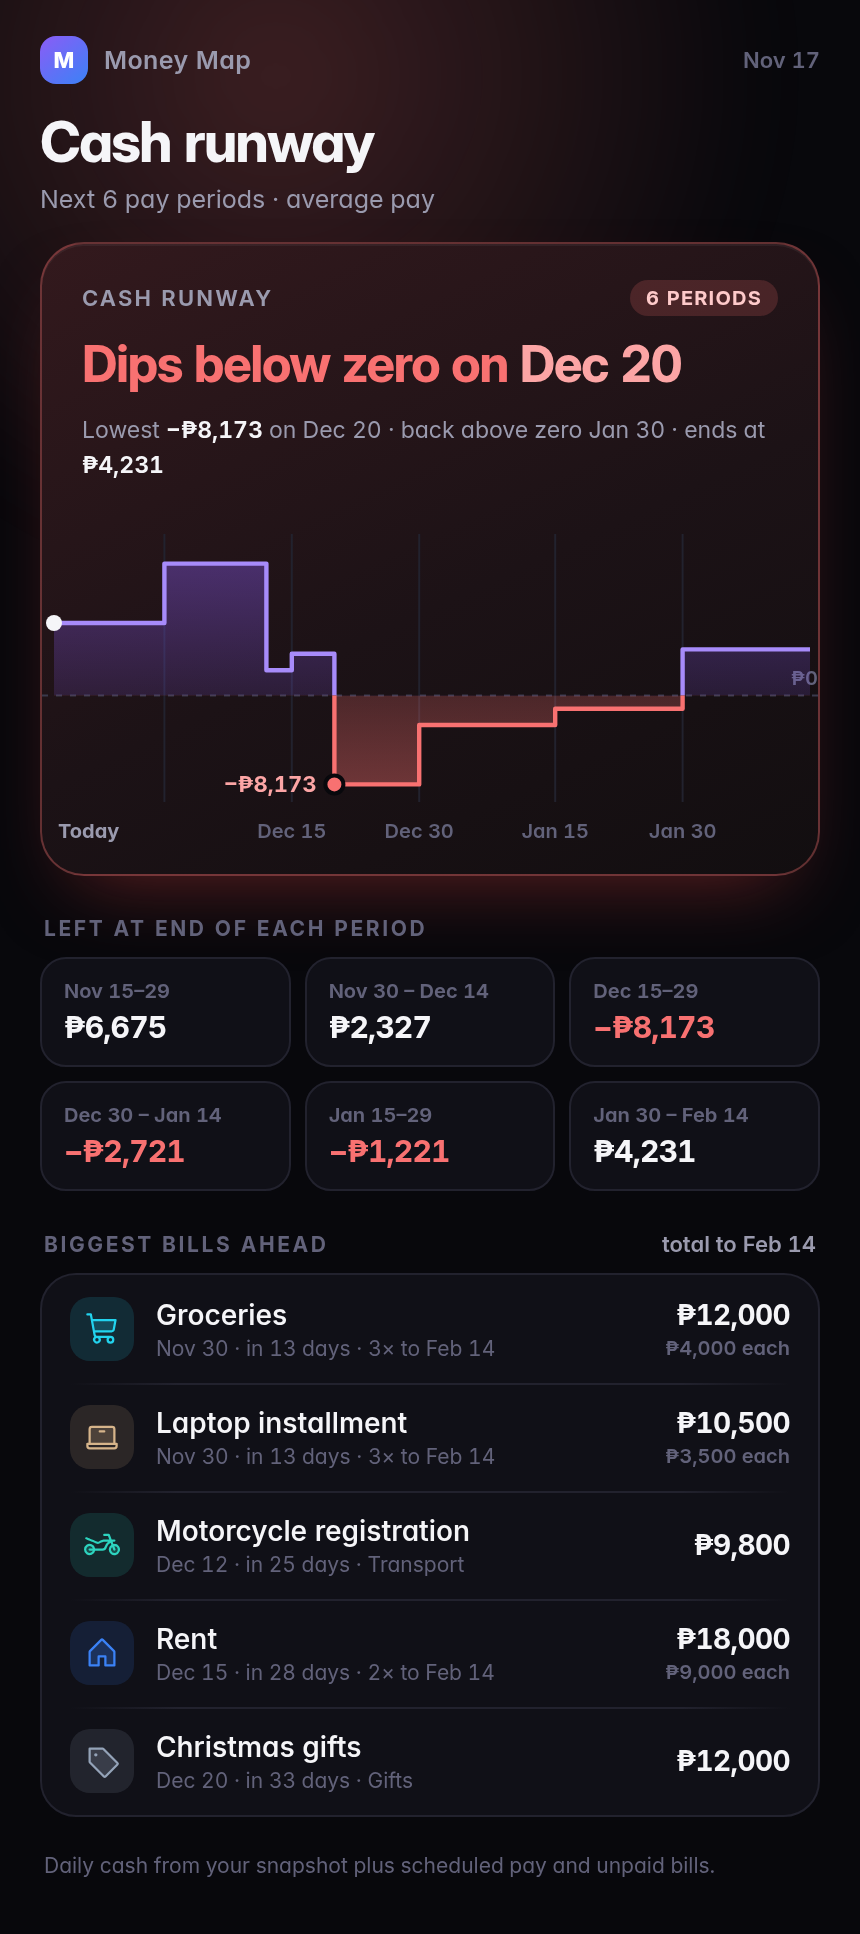 M Money Map Nov 17
Cash runway
Next 6 pay periods · average pay
CASH RUNWAY 6 PERIODS
Dips below zero on Dec 20
Lowest −₱8,173 on Dec 20 · back above zero Jan 30 · ends at
₱4,231
₱0
−₱8,173
Today Dec 15 Dec 30 Jan 15 Jan 30
LEFT AT END OF EACH PERIOD
Nov 15–29 Nov 30 – Dec 14 Dec 15–29
₱6,675 ₱2,327 −₱8,173
Dec 30 – Jan 14 Jan 15–29 Jan 30 – Feb 14
−₱2,721 −₱1,221 ₱4,231
BIGGEST BILLS AHEAD total to Feb 14
Groceries ₱12,000
Nov 30 · in 13 days · 3× to Feb 14 ₱4,000 each
Laptop installment ₱10,500
Nov 30 · in 13 days · 3× to Feb 14 ₱3,500 each
Motorcycle registration ₱9,800
Dec 12 · in 25 days · Transport
Rent ₱18,000
Dec 15 · in 28 days · 2× to Feb 14 ₱9,000 each
Christmas gifts ₱12,000
Dec 20 · in 33 days · Gifts
Daily cash from your snapshot plus scheduled pay and unpaid bills.